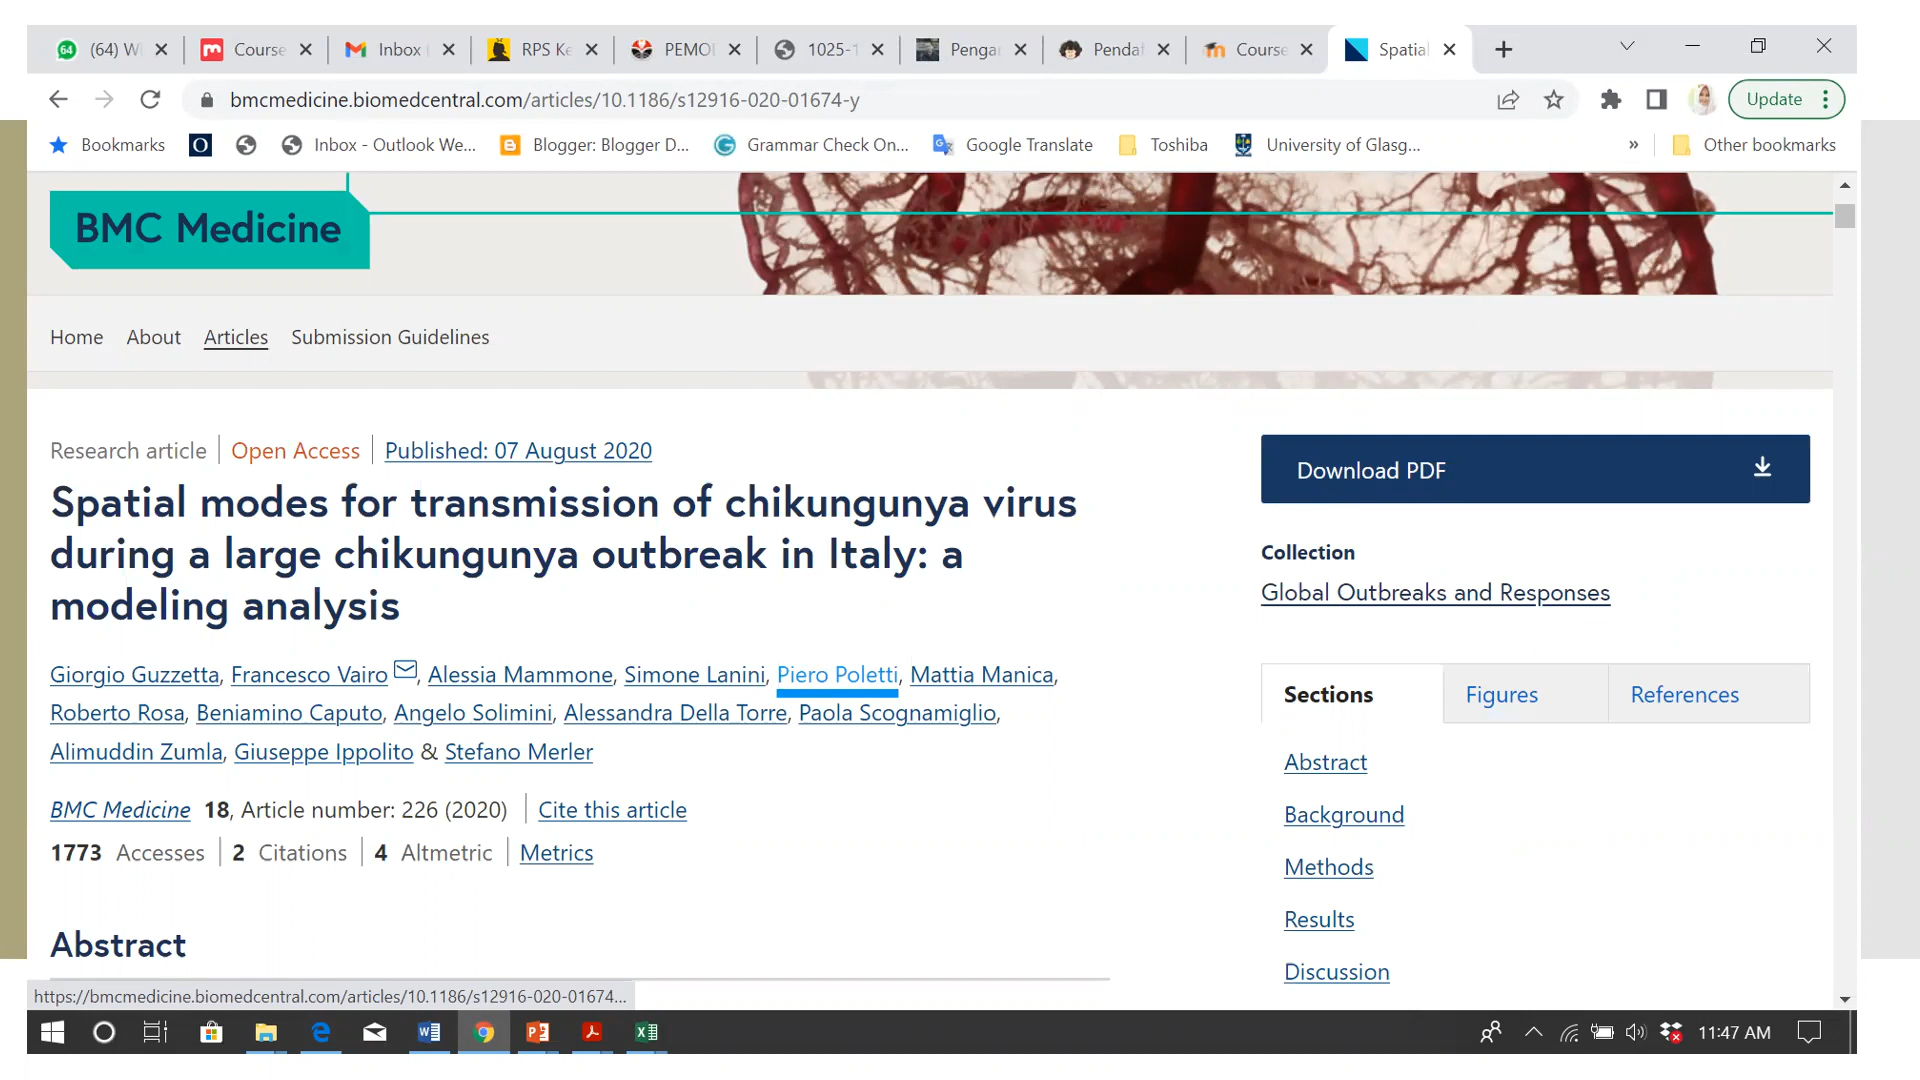 64 (64) W Course Inbox RPS Ke PEMO 1025-1 Pengar Pendaf Course Spatial
bmcmedicine.biomedcentral.com/articles/10.1186/s12916-020-01674-y Update
Bookmarks Inbox - Outlook We... Blogger: Blogger D... Grammar Check On... Google Translate Toshiba University of Glasg... » Other bookmarks
BMC Medicine
Home About Articles Submission Guidelines
Research article Open Access Published: 07 August 2020
Spatial modes for transmission of chikungunya virus
during a large chikungunya outbreak in Italy: a
modeling analysis
Giorgio Guzzetta, Francesco Vairo, Alessia Mammone, Simone Lanini, Piero Poletti, Mattia Manica,
Roberto Rosa, Beniamino Caputo, Angelo Solimini, Alessandra Della Torre, Paola Scognamiglio,
Alimuddin Zumla, Giuseppe Ippolito & Stefano Merler
BMC Medicine 18, Article number: 226 (2020) Cite this article
1773 Accesses 2 Citations 4 Altmetric Metrics
Abstract
Download PDF
Collection
Global Outbreaks and Responses
Sections Figures References
Abstract
Background
Methods
Results
Discussion
https://bmcmedicine.biomedcentral.com/articles/10.1186/s12916-020-01674...
11:47 AM